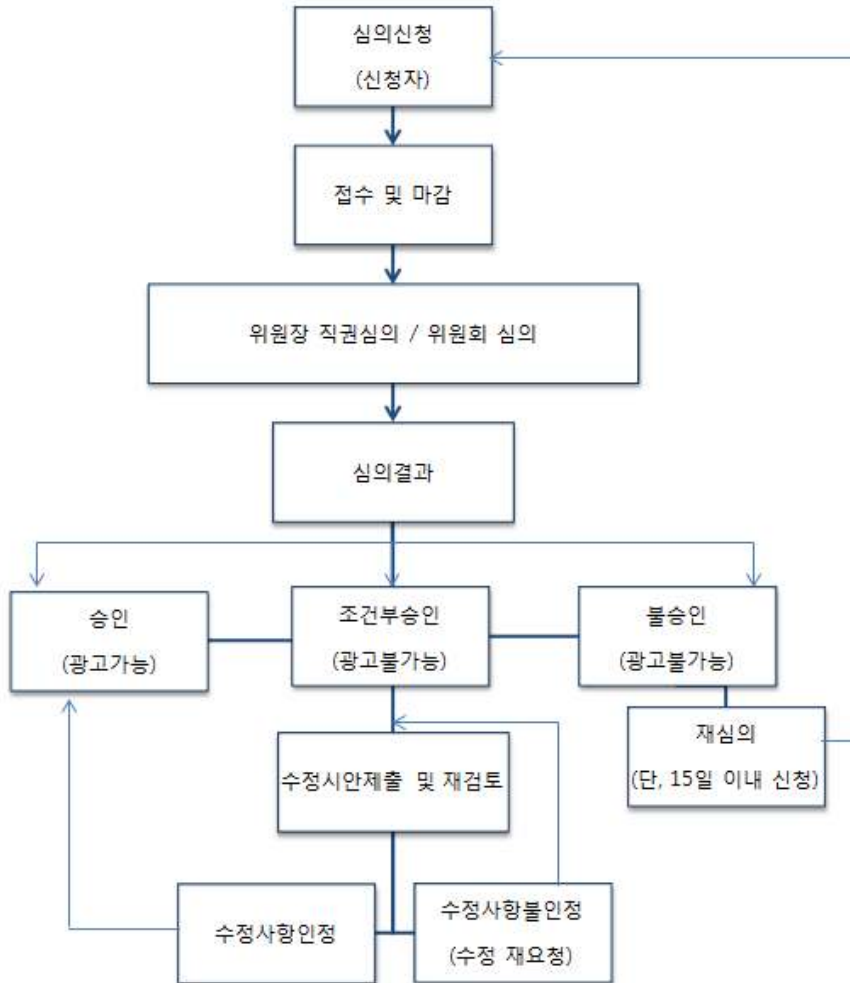 심의신청
(신청자)
접수 및 마감
위원장 직권심의 / 위원회 심의
심의결과
승인
(광고가능)
조건부승인
(광고불가능)
불승인
(광고불가능)
재심의
(단, 15일 이내 신청)
수정시안제출 및 재검토
수정사항인정
수정사항불인정
(수정 재요청)